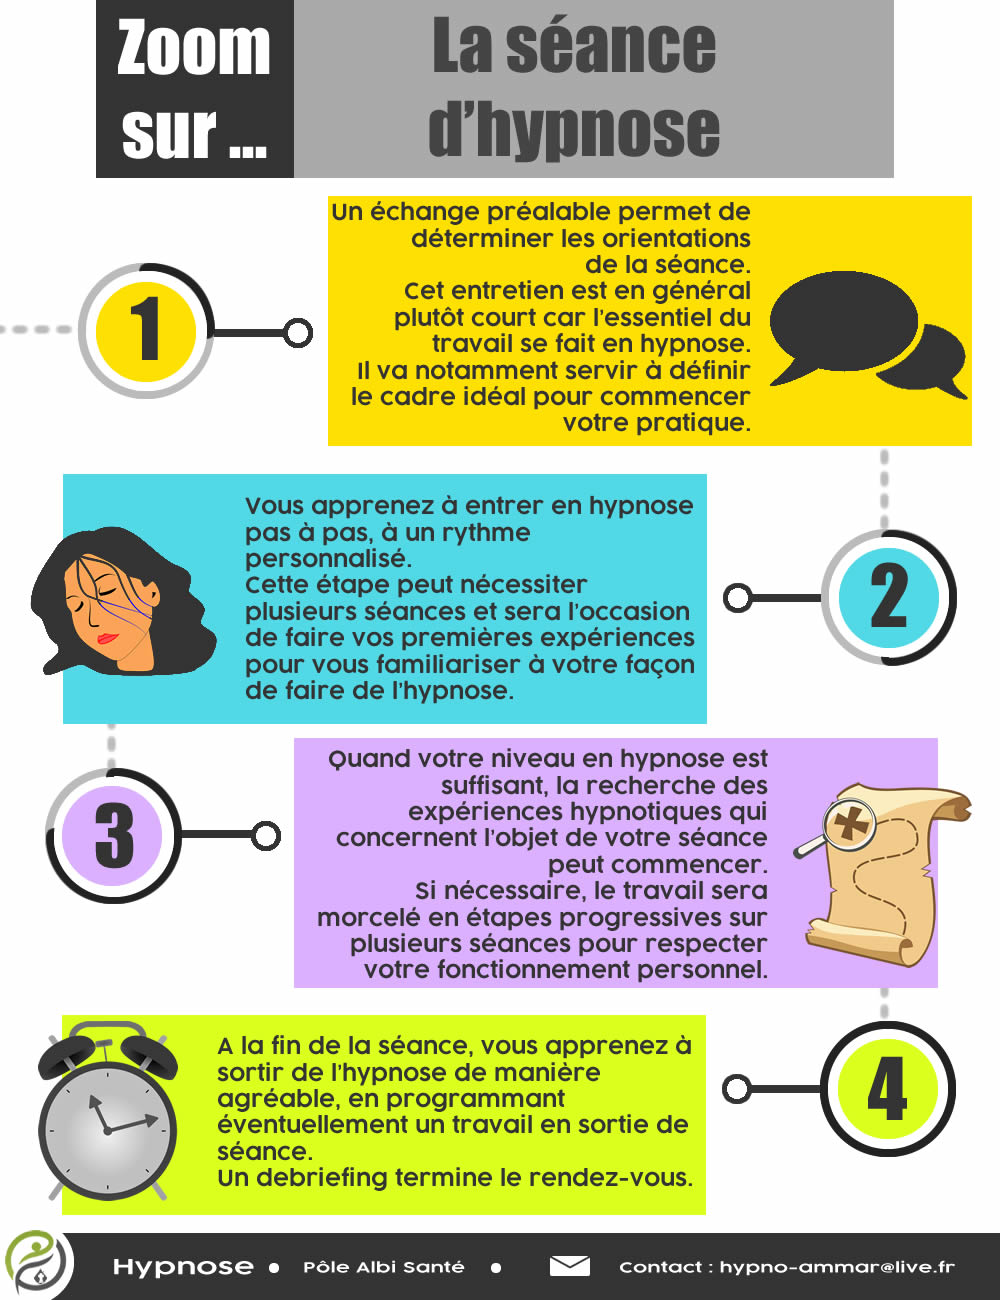 Zoom
sur ...
La séance
d'hypnose
1
Un échange préalable permet de
déterminer les orientations
de la séance.
Cet entretien est en général
plutôt court car l'essentiel du
travail se fait en hypnose.
Il va notamment servir à définir
le cadre idéal pour commencer
votre pratique.
2
Vous apprenez à entrer en hypnose
pas à pas, à un rythme
personnalisé.
Cette étape peut nécessiter
plusieurs séances et sera l'occasion
de faire vos premières expériences
pour vous familiariser à votre façon
de faire de l'hypnose.
3
Quand votre niveau en hypnose est
suffisant, la recherche des
expériences hypnotiques qui
concernent l'objet de votre séance
peut commencer.
Si nécessaire, le travail sera
morcelé en étapes progressives sur
plusieurs séances pour respecter
votre fonctionnement personnel.
4
A la fin de la séance, vous apprenez à
sortir de l'hypnose de manière
agréable, en programmant
éventuellement un travail en sortie de
séance.
Un debriefing termine le rendez-vous.
Hypnose • Pôle Albi Santé • Contact : hypno-ammar@live.fr